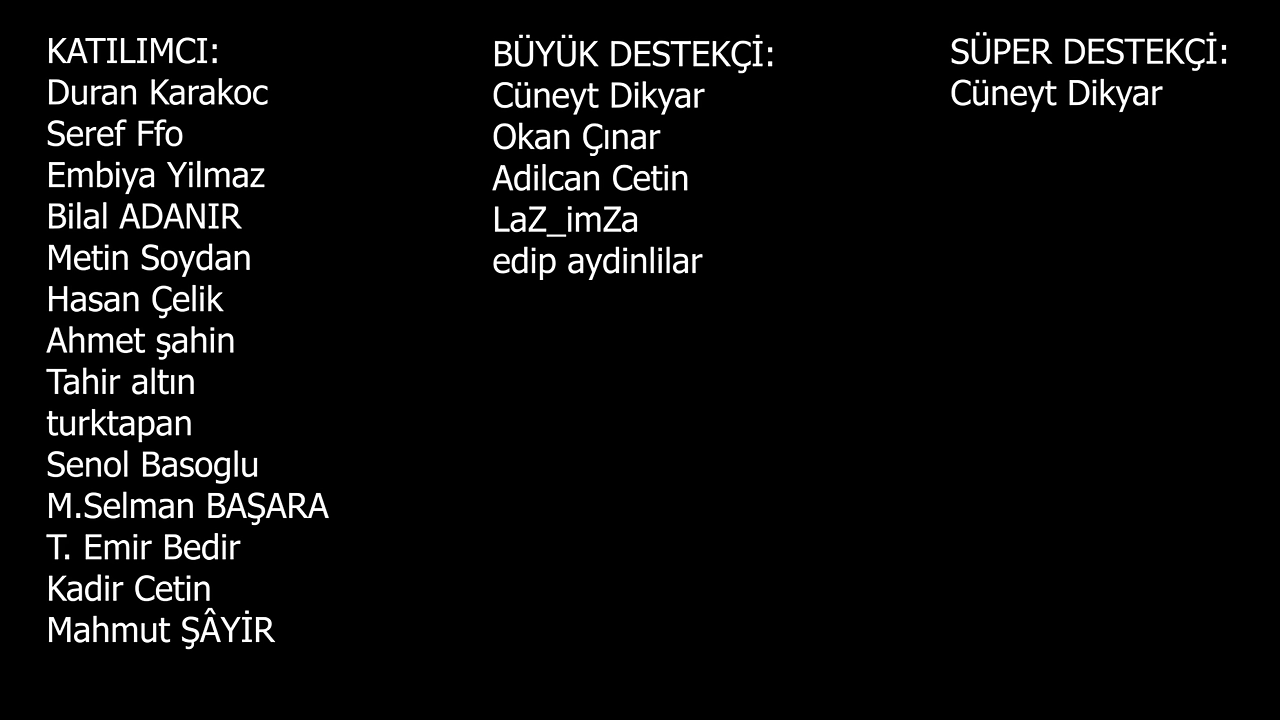 KATILIMCI:
Duran Karakoc
Seref Ffo
Embiya Yilmaz
Bilal ADANIR
Metin Soydan
Hasan Çelik
Ahmet şahin
Tahir altın
turktapan
Senol Basoglu
M.Selman BAŞARA
T. Emir Bedir
Kadir Cetin
Mahmut ŞÂYİR
BÜYÜK DESTEKÇİ:
Cüneyt Dikyar
Okan Çınar
Adilcan Cetin
LaZ_imZa
edip aydinlilar
SÜPER DESTEKÇİ:
Cüneyt Dikyar